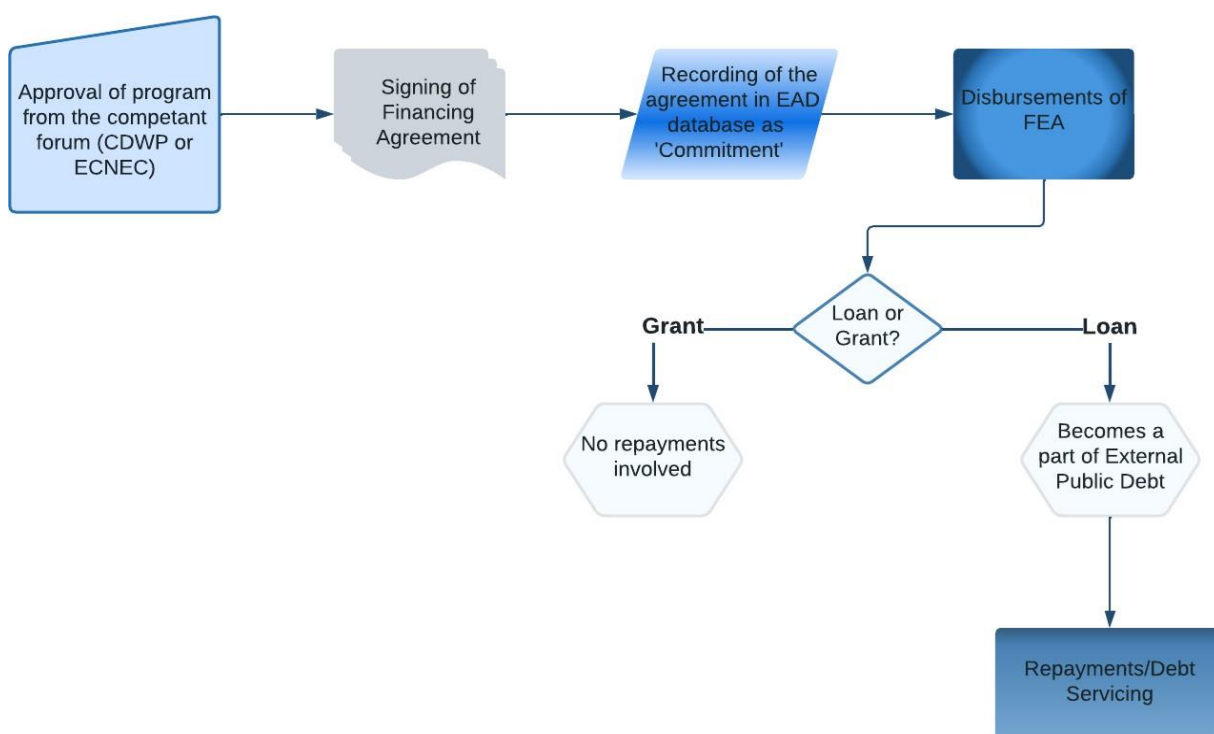 Approval of program
from the competant
forum (CDWP or
ECNEC)
Signing of
Financing
Agreement
Recording of the
agreement in EAD
database as
'Commitment'
Disbursements of
FEA
Loan or
Grant?
Grant
Loan
No repayments
involved
Becomes a
part of External
Public Debt
Repayments/Debt
Servicing